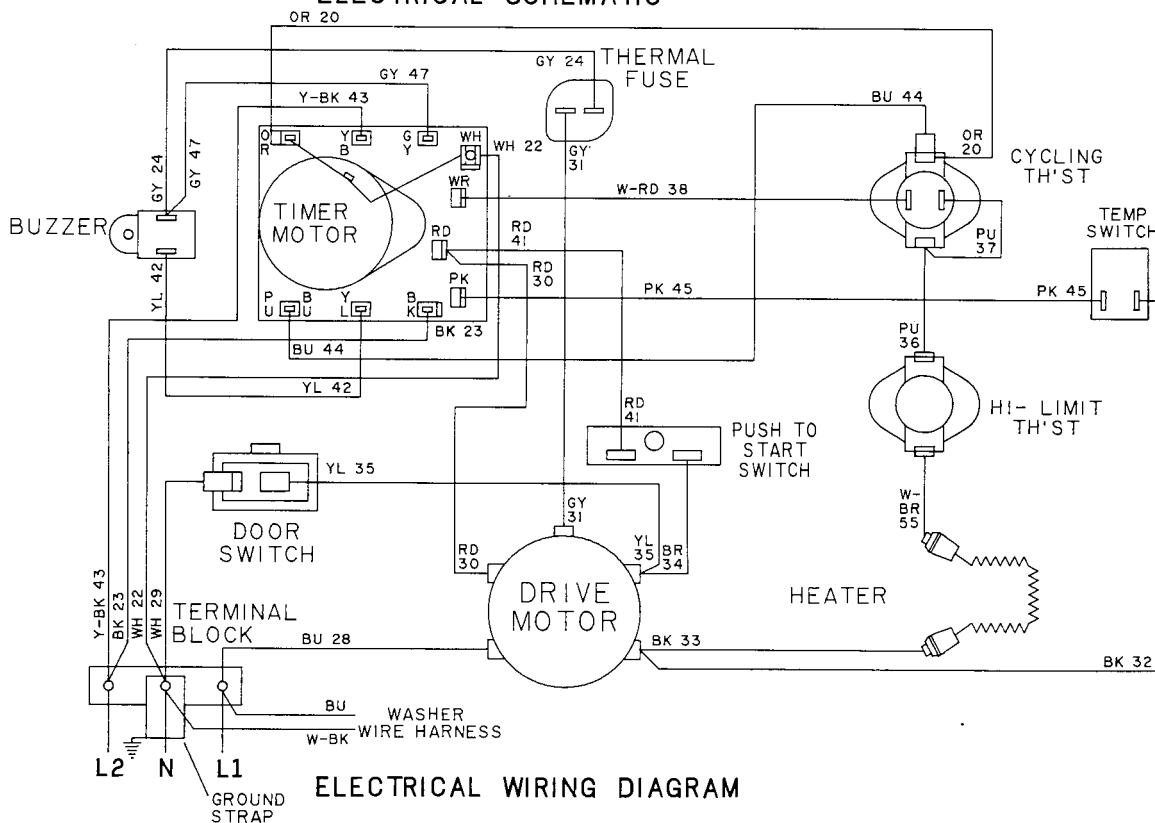 ELECTRICAL SCHEMATIC
OR 20
GY 24
THERMAL
FUSE
GY 47
Y-BK 43
BU 44
OR
20
O
R
Y
B
G
Y
WH
WH 22
GY
31
CYCLING
TH'ST
GY 24
GY 47
WR
W-RD 38
BUZZER
TIMER
MOTOR
TEMP
SWITCH
RD
RD
41
RD
30
PU
37
YL 42
PK
PK 45
PK 45
P
U
B
U
Y
L
B
K
BK 23
BU 44
PU
36
YL 42
RD
41
HI- LIMIT
TH'ST
PUSH TO
START
SWITCH
YL 35
DOOR
SWITCH
GY
31
W-
BR
55
RD
30
YL
35
BR
34
Y-BK 43
BK 23
WH 22
WH 29
TERMINAL
BLOCK
DRIVE
MOTOR
HEATER
BU 28
BK 33
BK 32
BU
W-BK
WASHER
WIRE HARNESS
L2
N
L1
GROUND
STRAP
ELECTRICAL WIRING DIAGRAM